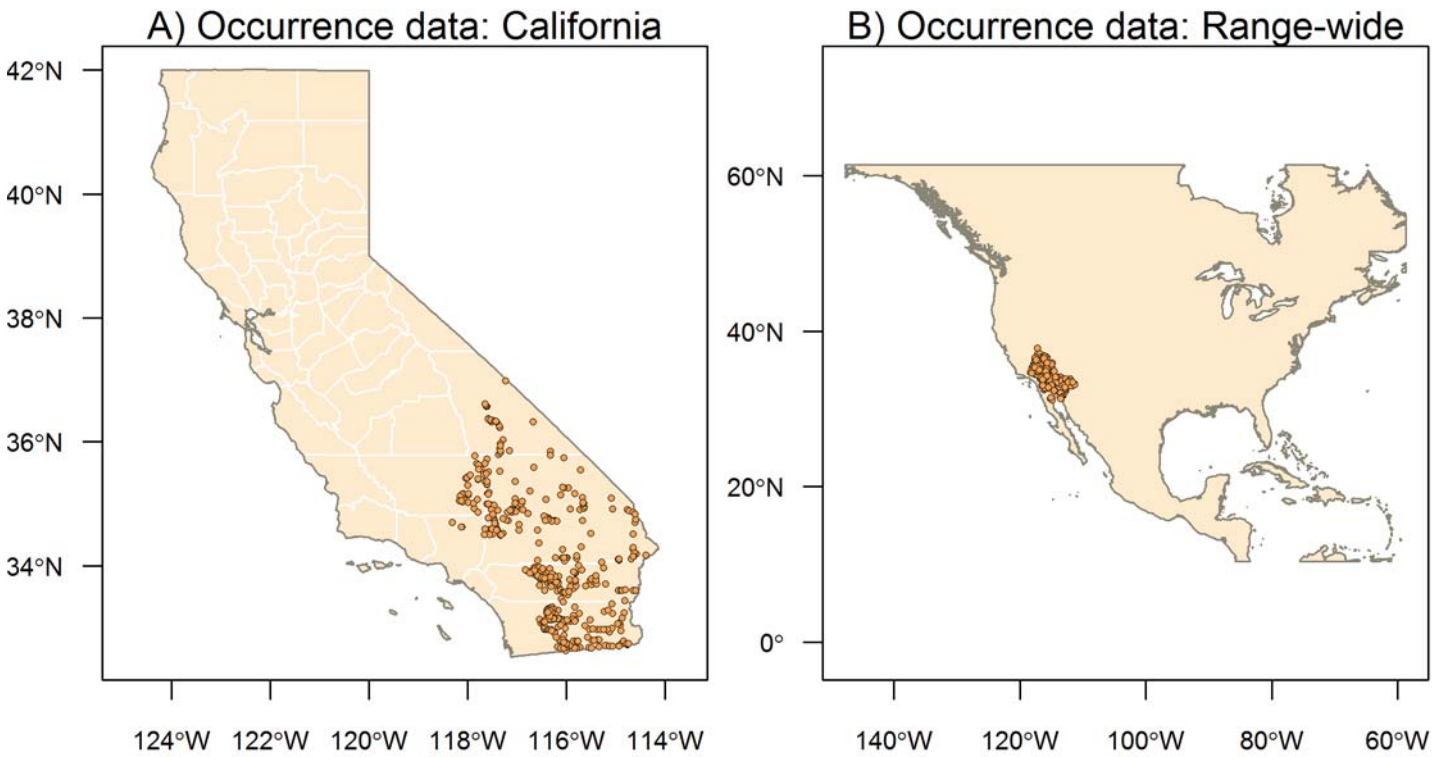 A) Occurrence data: California
42°N
40°N
38°N
36°N
34°N
124°W 122°W 120°W 118°W 116°W 114°W
B) Occurrence data: Range-wide
60°N
40°N
20°N
0°
140°W 120°W 100°W 80°W 60°W